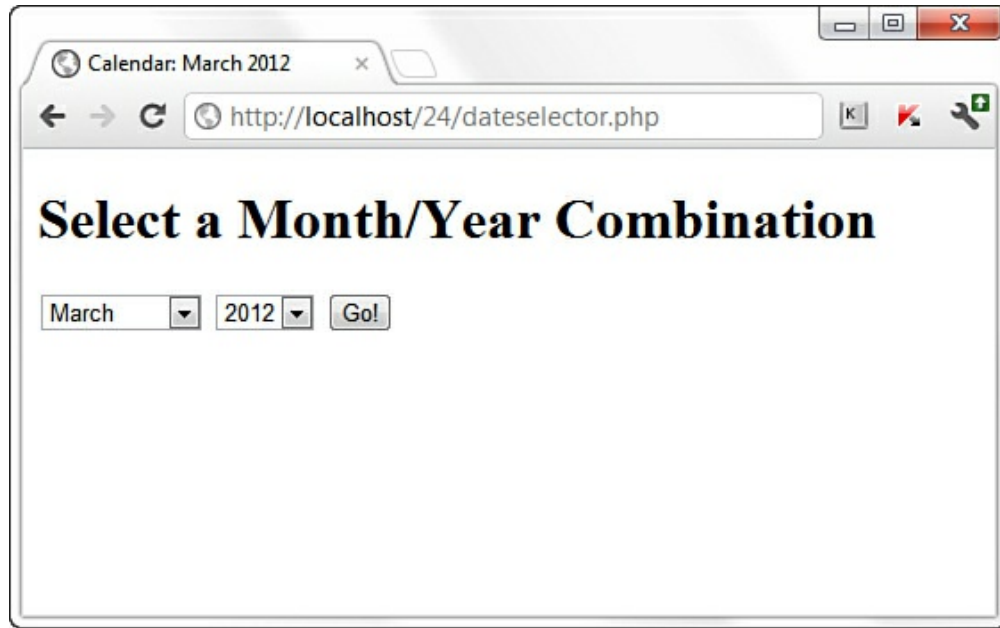 Calendar: March 2012
http://localhost/24/dateselector.php
K
Select a Month/Year Combination
March 2012 Go!